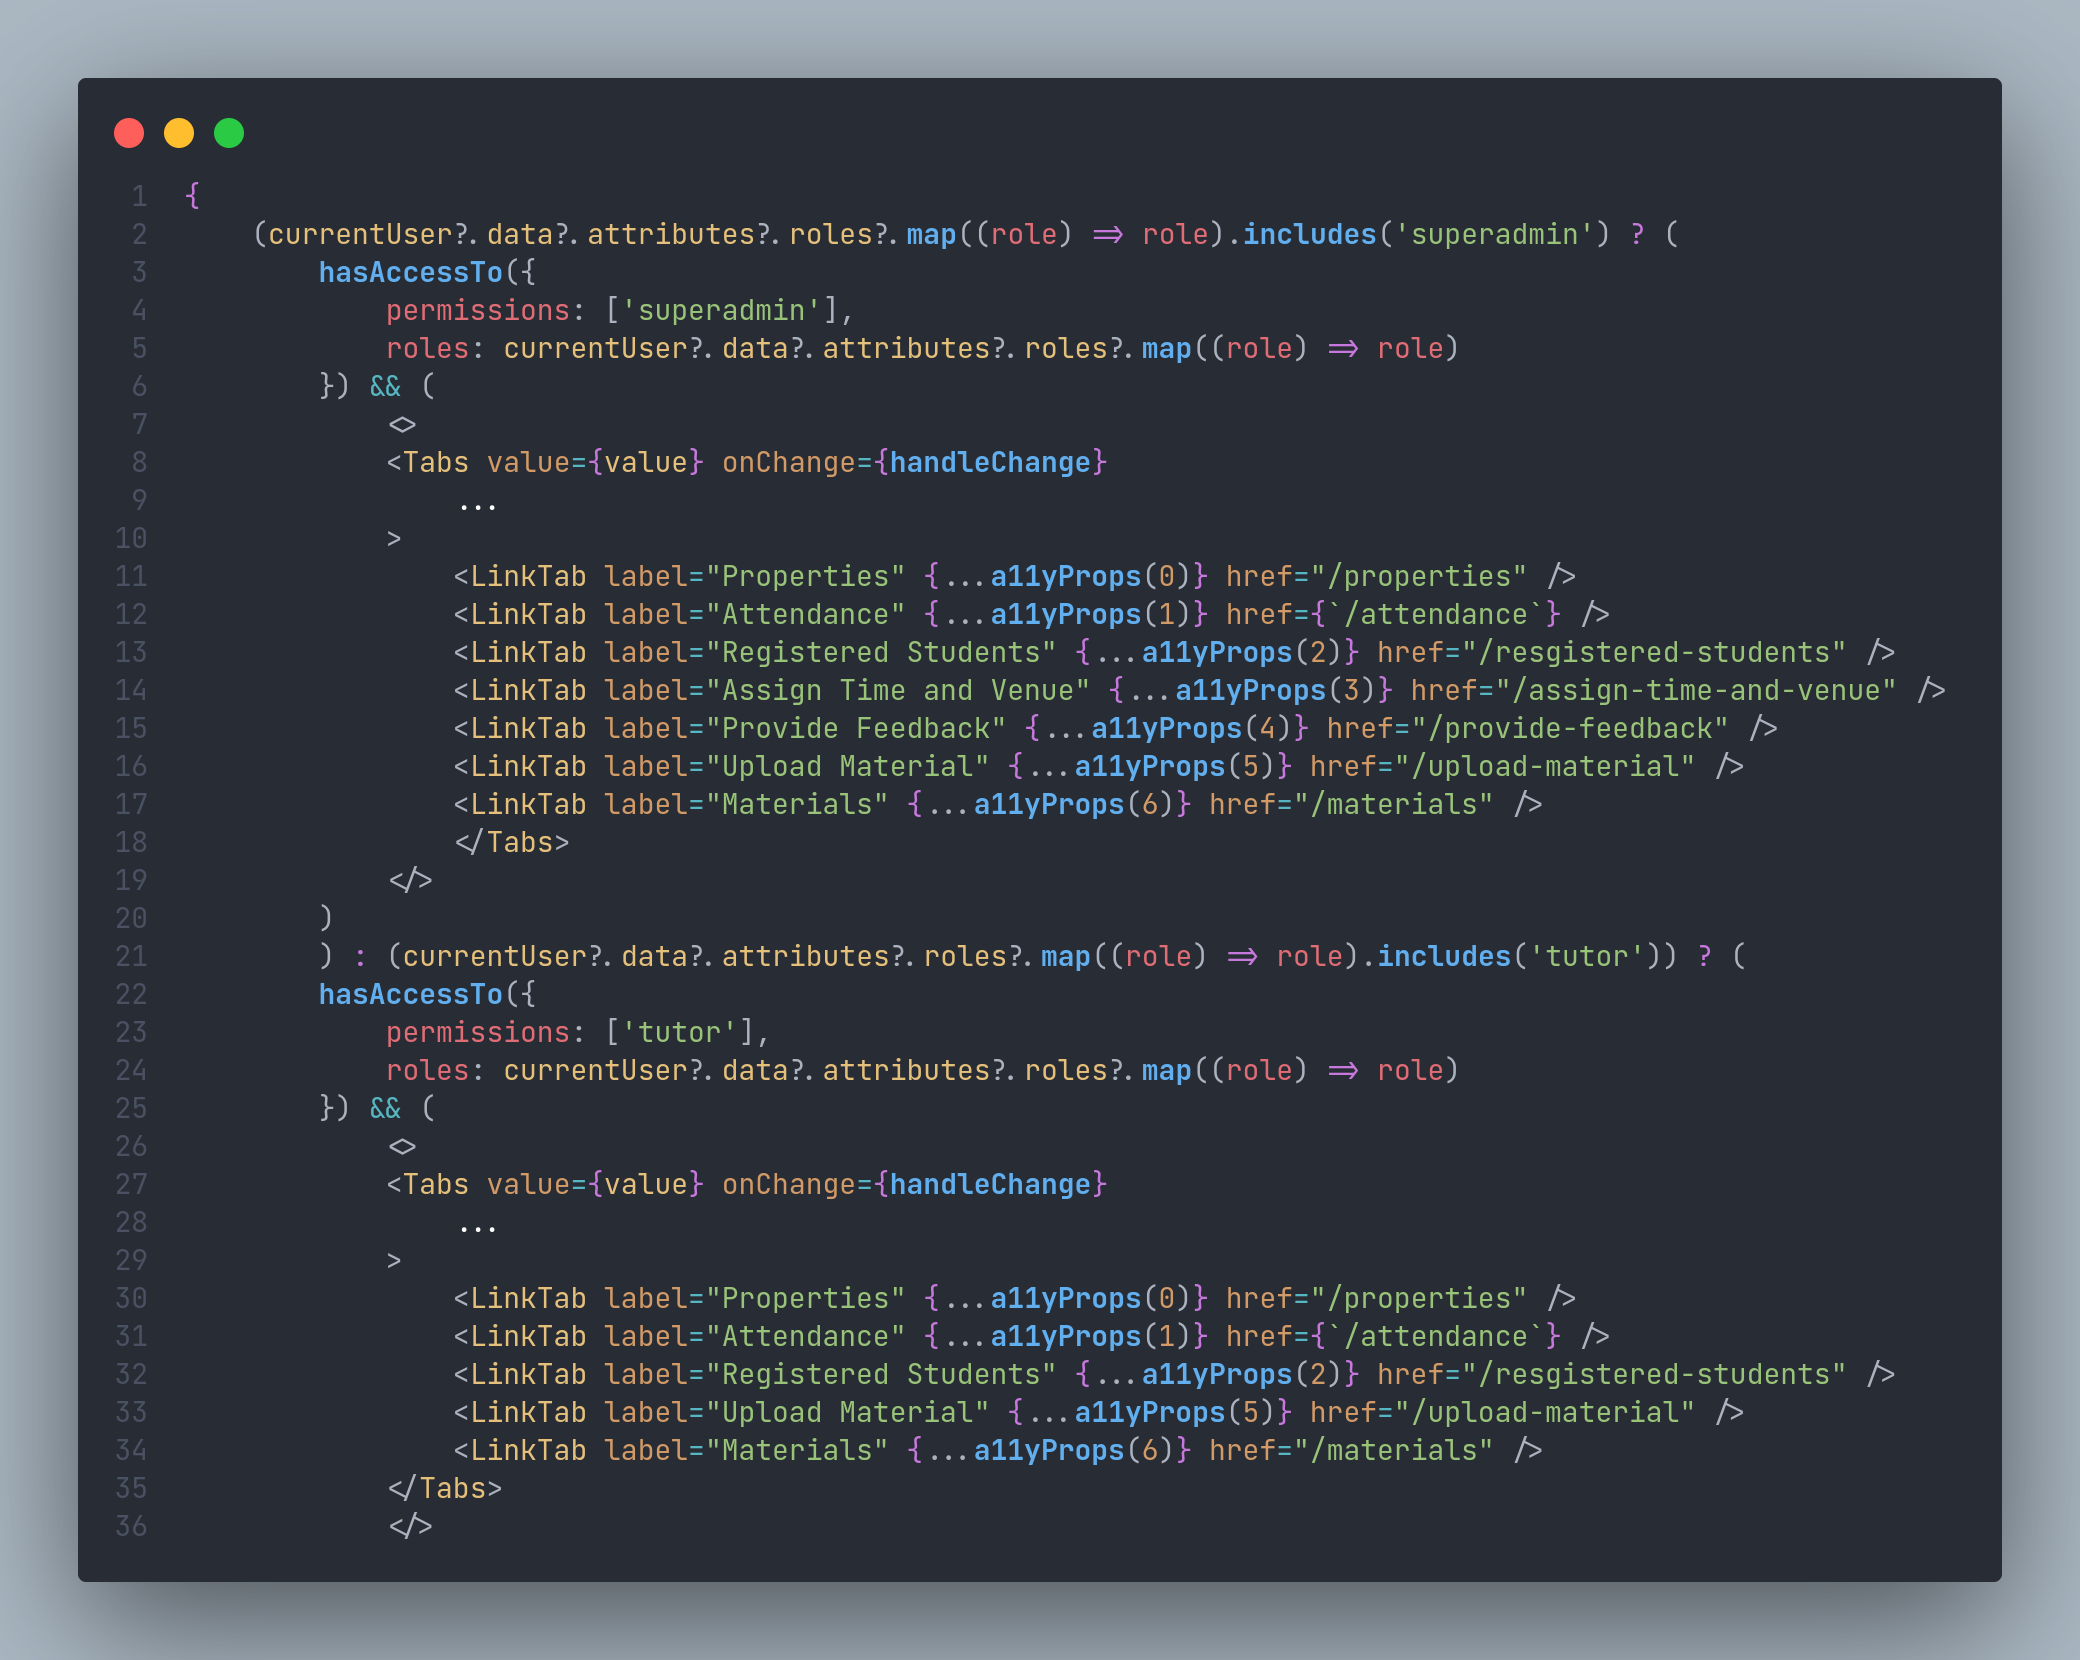 1 {
2     (currentUser?.data?.attributes?.roles?.map((role) => role).includes('superadmin') ? (
3         hasAccessTo({
4             permissions: ['superadmin'],
5             roles: currentUser?.data?.attributes?.roles?.map((role) => role)
6         }) && (
7             <>
8             <Tabs value={value} onChange={handleChange}
9                 ...
10             >
11                 <LinkTab label="Properties" {...a11yProps(0)} href="/properties" />
12                 <LinkTab label="Attendance" {...a11yProps(1)} href={`/attendance`} />
13                 <LinkTab label="Registered Students" {...a11yProps(2)} href="/resgistered-students" />
14                 <LinkTab label="Assign Time and Venue" {...a11yProps(3)} href="/assign-time-and-venue" />
15                 <LinkTab label="Provide Feedback" {...a11yProps(4)} href="/provide-feedback" />
16                 <LinkTab label="Upload Material" {...a11yProps(5)} href="/upload-material" />
17                 <LinkTab label="Materials" {...a11yProps(6)} href="/materials" />
18                 </Tabs>
19             </>
20         )
21         ) : (currentUser?.data?.attributes?.roles?.map((role) => role).includes('tutor')) ? (
22         hasAccessTo({
23             permissions: ['tutor'],
24             roles: currentUser?.data?.attributes?.roles?.map((role) => role)
25         }) && (
26             <>
27             <Tabs value={value} onChange={handleChange}
28                 ...
29             >
30                 <LinkTab label="Properties" {...a11yProps(0)} href="/properties" />
31                 <LinkTab label="Attendance" {...a11yProps(1)} href={`/attendance`} />
32                 <LinkTab label="Registered Students" {...a11yProps(2)} href="/resgistered-students" />
33                 <LinkTab label="Upload Material" {...a11yProps(5)} href="/upload-material" />
34                 <LinkTab label="Materials" {...a11yProps(6)} href="/materials" />
35             </Tabs>
36             </>